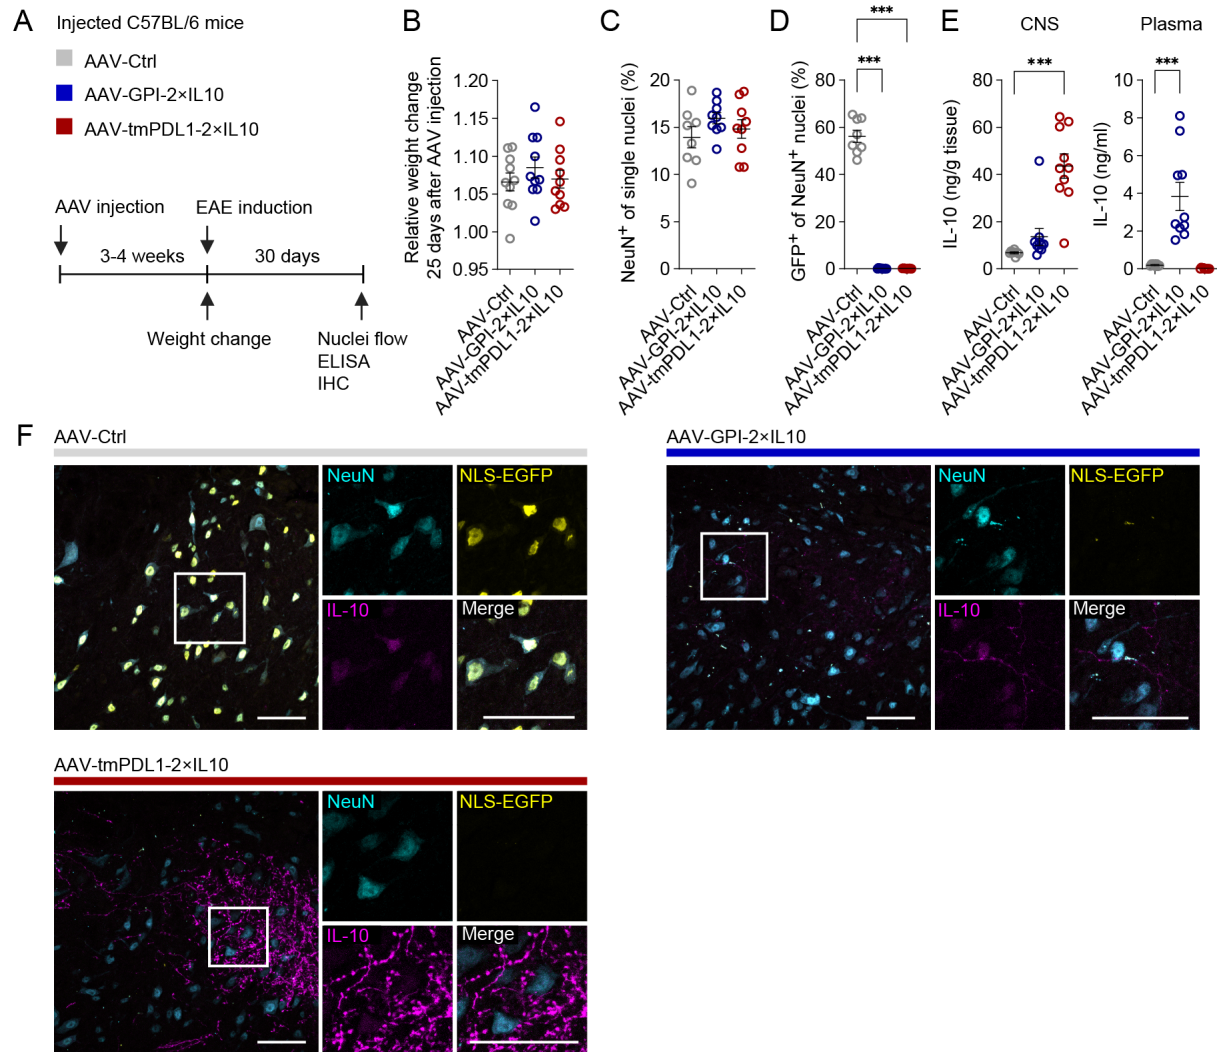 A
Injected C57BL/6 mice
AAV-Ctrl
AAV-GPI-2×IL10
AAV-tmPDL1-2×IL10
AAV injection
EAE induction
3-4 weeks
30 days
Weight change
Nuclei flow
ELISA
IHC
B
Relative weight change
25 days after AAV injection
1.20
1.15
1.10
1.05
1.00
0.95
AAV-Ctrl
AAV-GPI-2×IL10
AAV-tmPDL1-2×IL10
C
NeuN+ of single nuclei (%)
20
15
10
5
0
AAV-Ctrl
AAV-GPI-2×IL10
AAV-tmPDL1-2×IL10
D
***
***
GFP+ of NeuN+ nuclei (%)
80
60
40
20
0
AAV-Ctrl
AAV-GPI-2×IL10
AAV-tmPDL1-2×IL10
E
CNS
***
IL-10 (ng/g tissue)
80
60
40
20
0
AAV-Ctrl
AAV-GPI-2×IL10
AAV-tmPDL1-2×IL10
Plasma
***
IL-10 (ng/ml)
10
8
6
4
2
0
AAV-Ctrl
AAV-GPI-2×IL10
AAV-tmPDL1-2×IL10
F
AAV-Ctrl
NeuN
NLS-EGFP
IL-10
Merge
AAV-GPI-2×IL10
NeuN
NLS-EGFP
IL-10
Merge
AAV-tmPDL1-2×IL10
NeuN
NLS-EGFP
IL-10
Merge